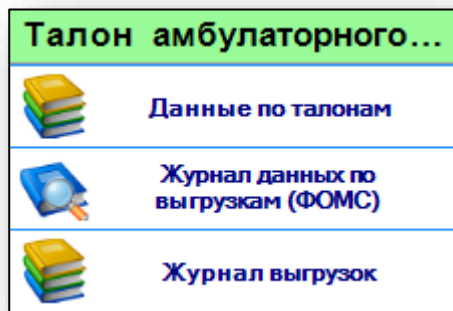 Талон амбулаторного...
Данные по талонам
Журнал данных по
выгрузкам (ФОМС)
Журнал выгрузок